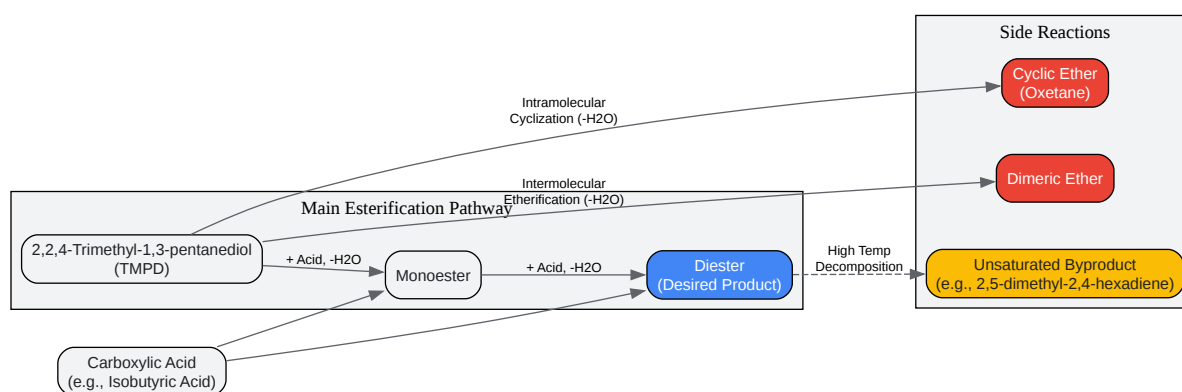 Side Reactions
Cyclic Ether
(Oxetane)
Intramolecular
Cyclization (-H2O)
Dimeric Ether
Intermolecular
Etherification (-H2O)
Main Esterification Pathway
2,2,4-Trimethyl-1,3-pentanediol
(TMPD)
+ Acid, -H2O
Monoester
+ Acid, -H2O
Diester
(Desired Product)
High Temp
Decomposition
Unsaturated Byproduct
(e.g., 2,5-dimethyl-2,4-hexadiene)
Carboxylic Acid
(e.g., Isobutyric Acid)